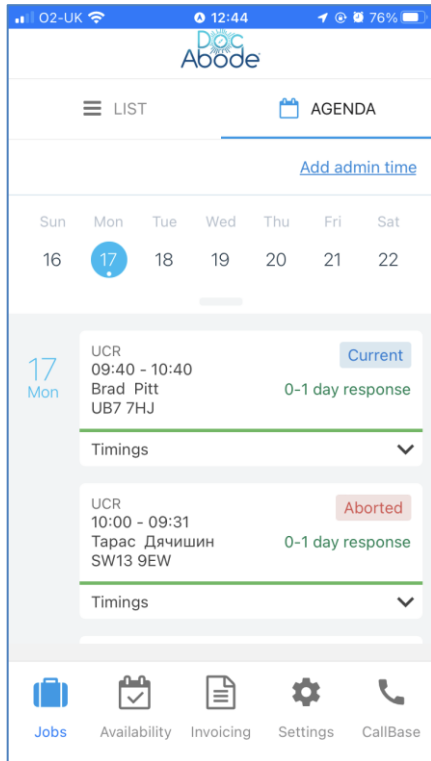 O2-UK 12:44 76%
Doc
Abode
LIST AGENDA
Add admin time
Sun Mon Tue Wed Thu Fri Sat
16 17 18 19 20 21 22
17
Mon
UCR
Current
09:40 - 10:40
Brad Pitt
0-1 day response
UB7 7HJ
Timings
UCR
Aborted
10:00 - 09:31
Тарас Дячишин
0-1 day response
SW13 9EW
Timings
Jobs Availability Invoicing Settings CallBase